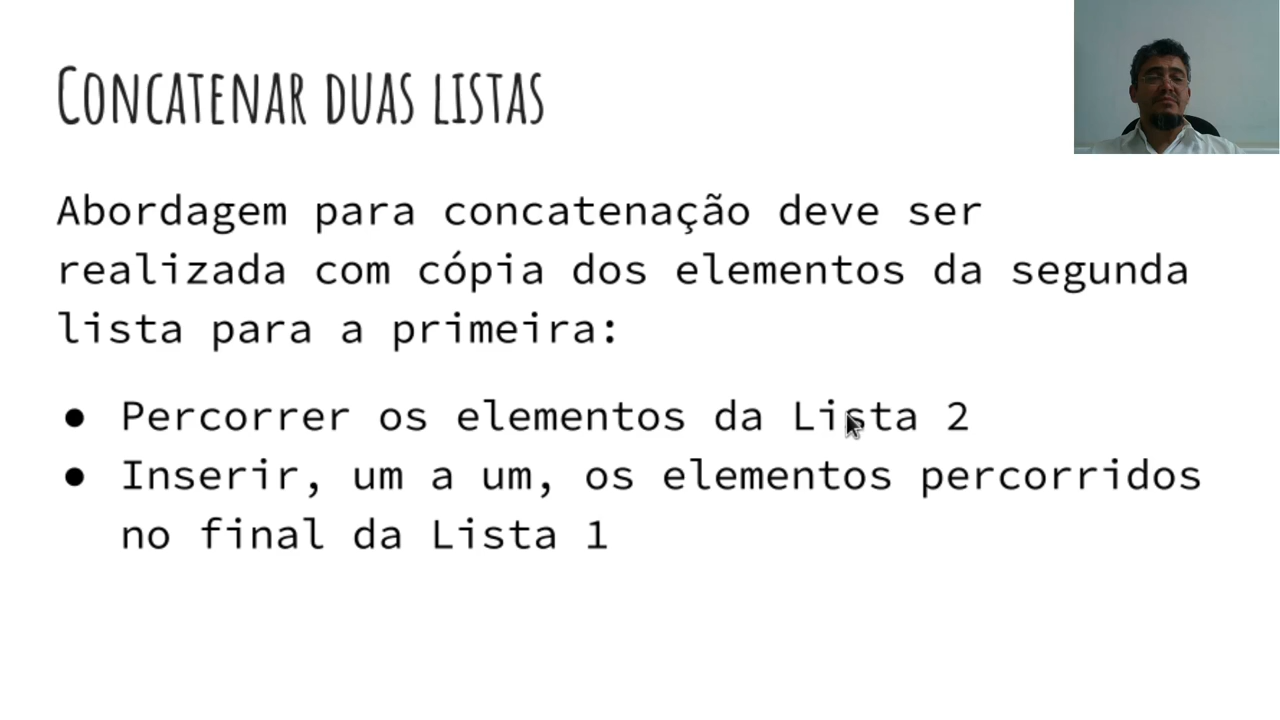 CONCATENAR DUAS LISTAS
Abordagem para concatenação deve ser
realizada com cópia dos elementos da segunda
lista para a primeira:
● Percorrer os elementos da Lista 2
● Inserir, um a um, os elementos percorridos
no final da Lista 1